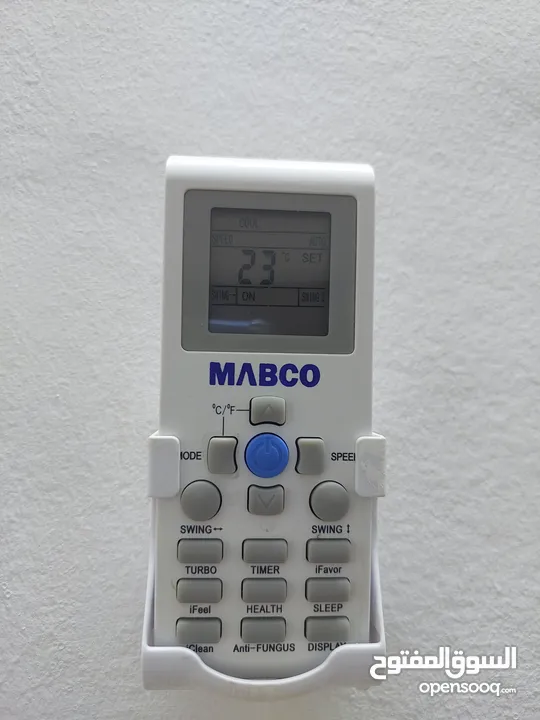 23 °C SET
ON
MABCO
°C/°F
MODE SPEED
SWING↔ SWING↕
TURBO TIMER iFavor
iFeel HEALTH SLEEP
iClean Anti-FUNGUS DISPLAY
السوق المفتوح
opensooq.com